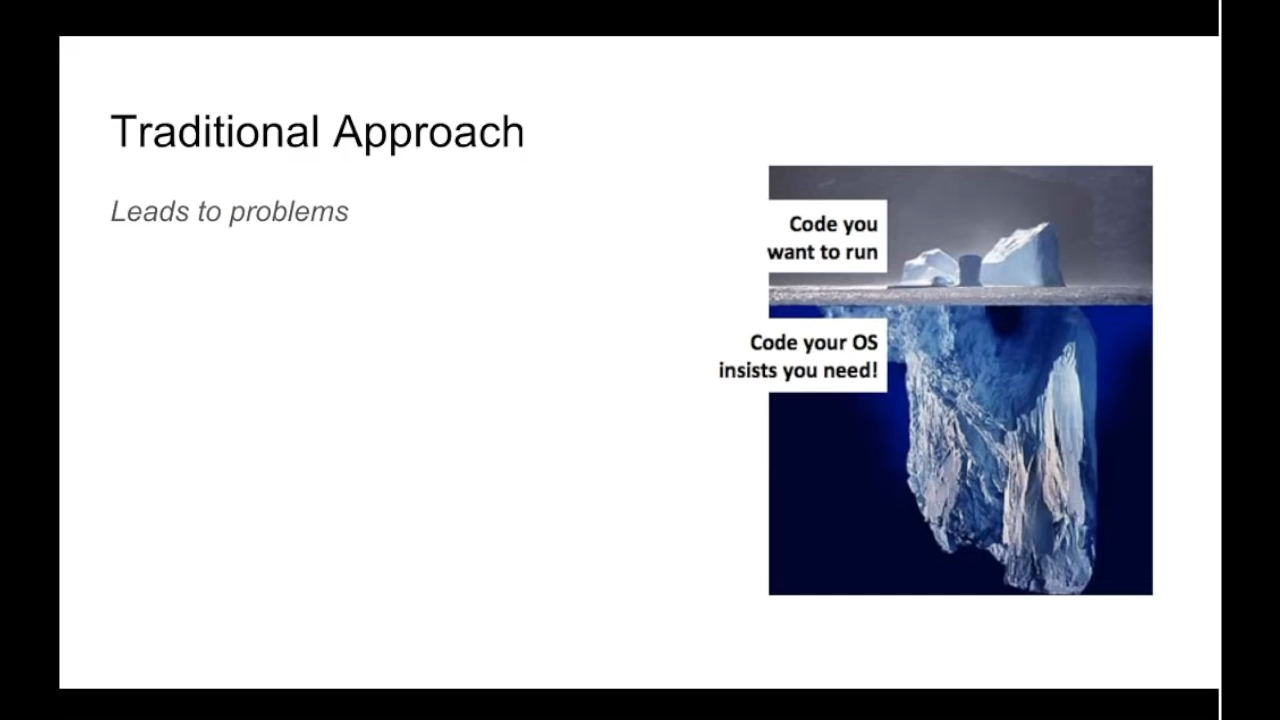 Traditional Approach
Leads to problems
Code you
want to run
Code your OS
insists you need!